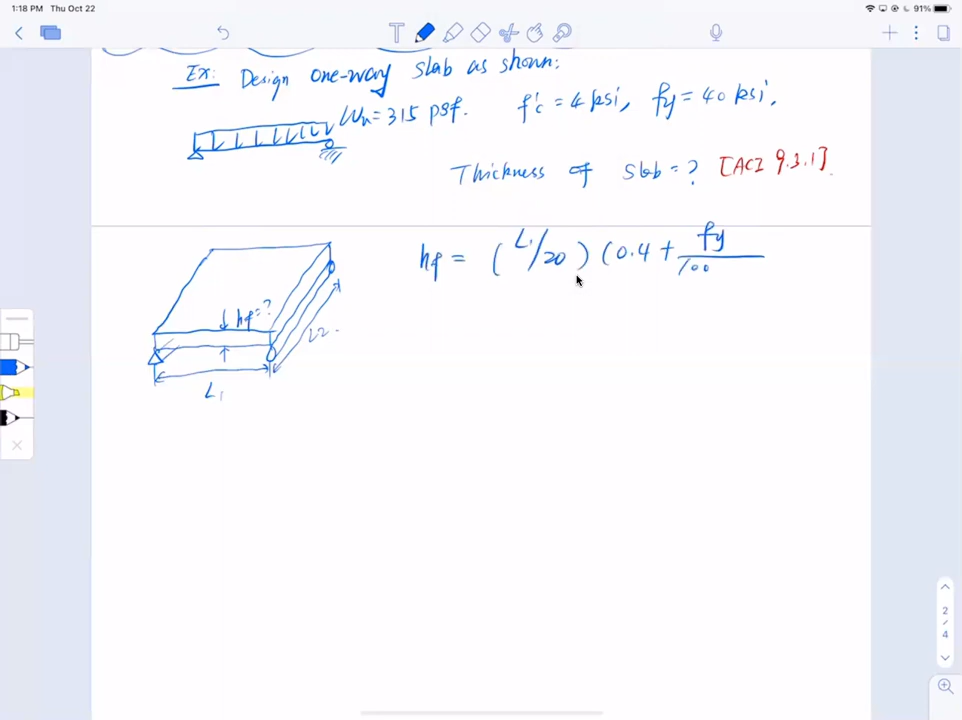 1:18 PM Thu Oct 22
91%
T
Ex: Design one-way slab as shown:
Wu = 315 psf. f'c = 4 ksi, fy = 40 ksi,
Thickness of slab = ? [ACI 9.3.1]
hf = (L1/20) (0.4 + fy/100
hf = ?
L2
L1
2
/
4